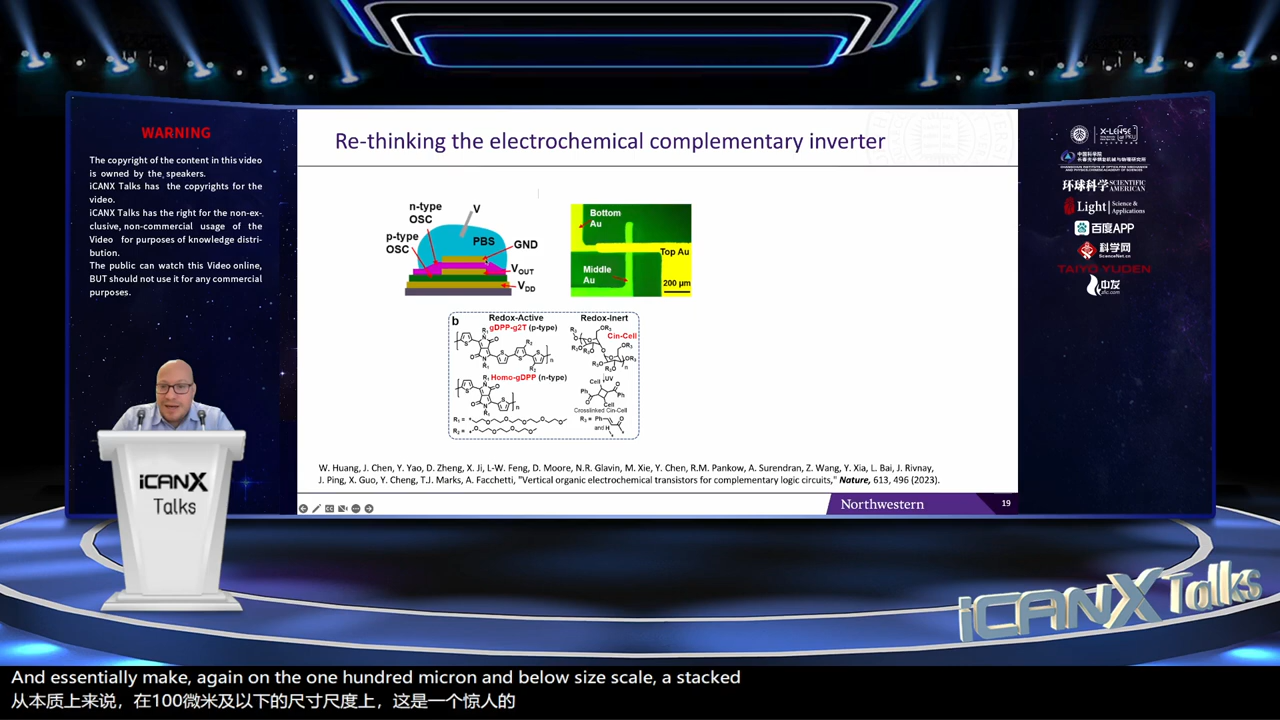 WARNING
The copyright of the content in this video
is owned by the speakers.
iCANX Talks has the copyrights for the
video.
iCANX Talks has the right for the non-ex-
clusive, non-commercial usage of the
Video for purposes of knowledge distri-
bution.
The public can watch this Video online,
BUT should not use it for any commercial
purposes.
Re-thinking the electrochemical complementary inverter
n-type
OSC
V
p-type
OSC
PBS
GND
VOUT
VDD
Bottom
Au
Top Au
Middle
Au
200 µm
b
Redox-Active
Redox-Inert
gDPP-g2T (p-type)
Cin-Cell
Homo-gDPP (n-type)
UV
Crosslinked Cin-Cell
W. Huang, J. Chen, Y. Yao, D. Zheng, X. Ji, L-W. Feng, D. Moore, N.R. Glavin, M. Xie, Y. Chen, R.M. Pankow, A. Surendran, Z. Wang, Y. Xia, L. Bai, J. Rivnay,
J. Ping, X. Guo, Y. Cheng, T.J. Marks, A. Facchetti, "Vertical organic electrochemical transistors for complementary logic circuits," Nature, 613, 496 (2023).
Northwestern
19
X-LENSE
环球科学 SCIENTIFIC AMERICAN
Light Science & Applications
百度APP
科学网
ScienceNet.cn
TAIYO YUDEN
中友
iCANX
Talks
iCANX Talks
And essentially make, again on the one hundred micron and below size scale, a stacked
从本质上来说，在100微米及以下的尺寸尺度上，这是一个惊人的